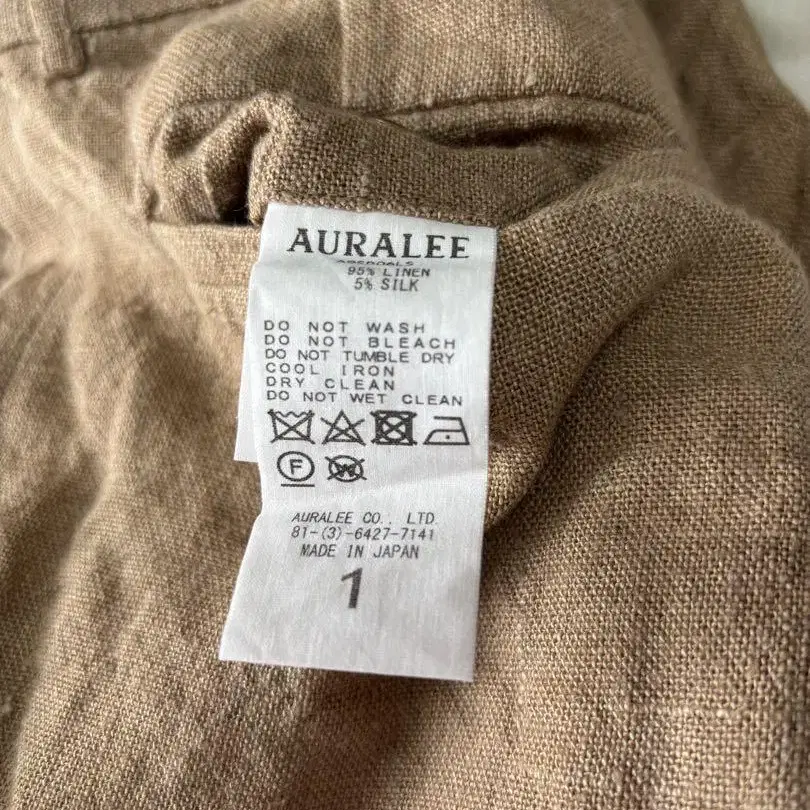 AURALEE
95% LINEN
5% SILK
DO NOT WASH
DO NOT BLEACH
DO NOT TUMBLE DRY
COOL IRON
DRY CLEAN
DO NOT WET CLEAN
F W
AURALEE CO., LTD.
81-(3)-6427-7141
MADE IN JAPAN
1